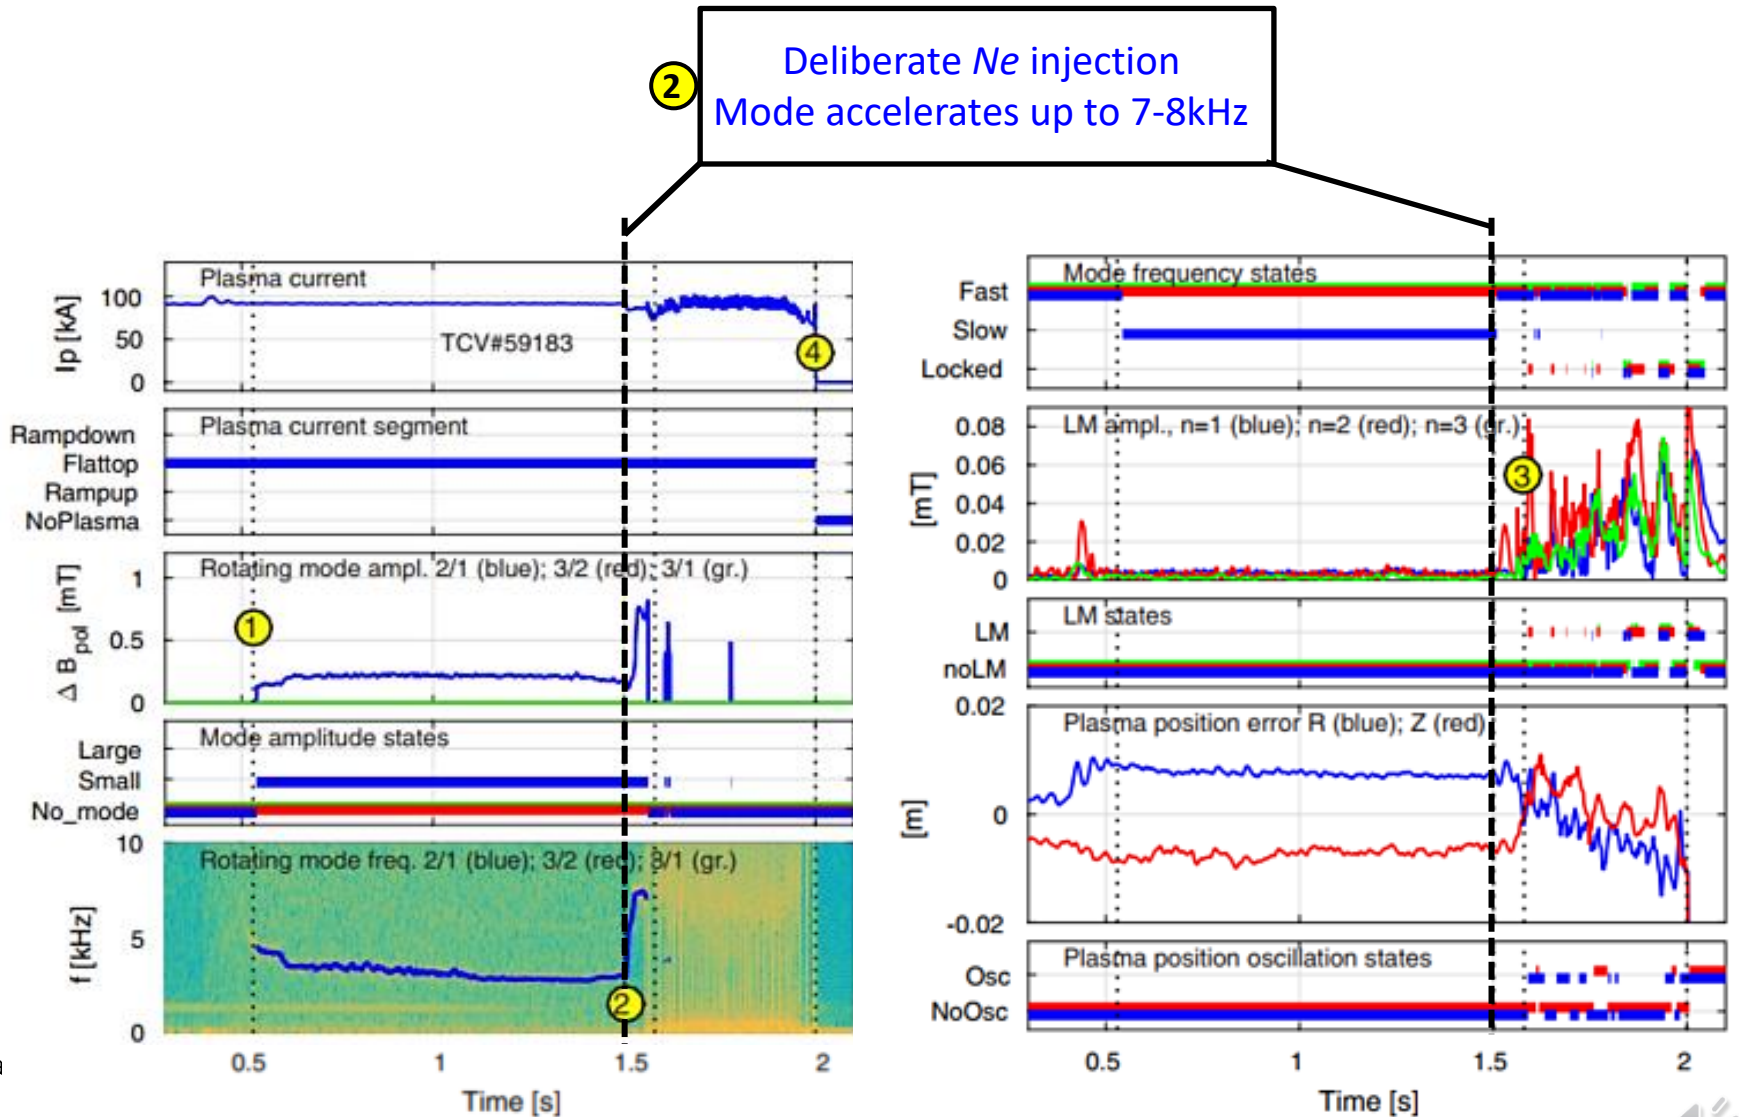 2
Deliberate Ne injection
Mode accelerates up to 7-8kHz
Plasma current
TCV#59183
Ip [kA]
100
50
0
4
Plasma current segment
Rampdown
Flattop
Rampup
NoPlasma
Rotating mode ampl. 2/1 (blue); 3/2 (red); 3/1 (gr.)
Δ B pol [mT]
1
0.5
0
1
Mode amplitude states
Large
Small
No_mode
Rotating mode freq. 2/1 (blue); 3/2 (red); 3/1 (gr.)
f [kHz]
10
5
0
2
0.5
1
1.5
2
Time [s]
Mode frequency states
Fast
Slow
Locked
LM ampl., n=1 (blue); n=2 (red); n=3 (gr.)
[mT]
0.08
0.06
0.04
0.02
0
3
LM states
LM
noLM
Plasma position error R (blue); Z (red)
[m]
0.02
0
-0.02
Plasma position oscillation states
Osc
NoOsc
0.5
1
1.5
2
Time [s]